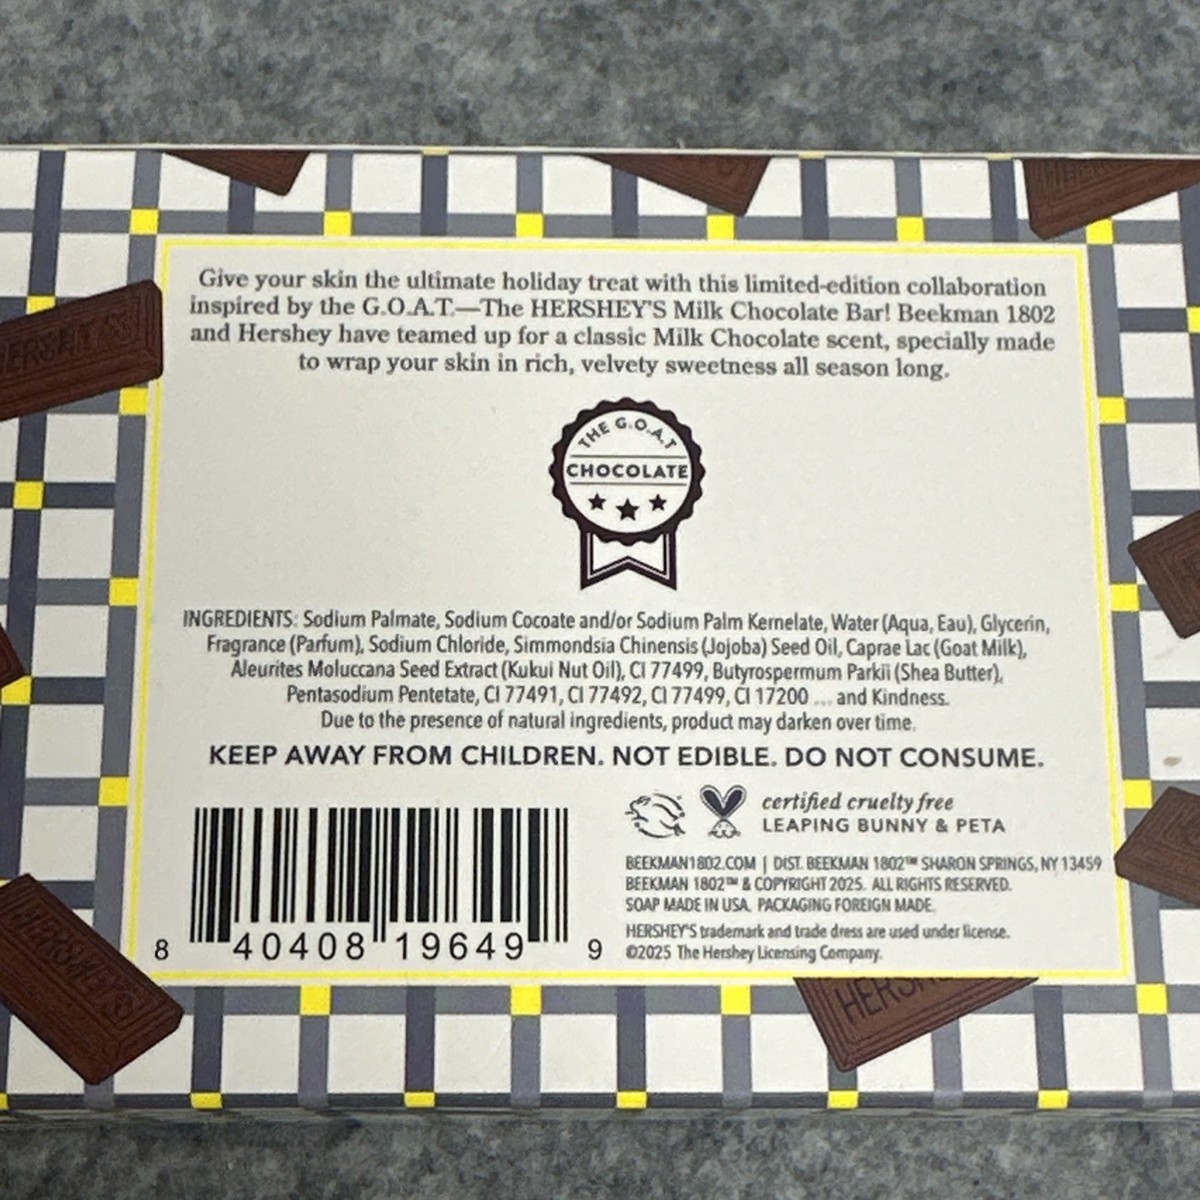 Give your skin the ultimate holiday treat with this limited-edition collaboration
inspired by the G.O.A.T.—The HERSHEY'S Milk Chocolate Bar! Beekman 1802
and Hershey have teamed up for a classic Milk Chocolate scent, specially made
to wrap your skin in rich, velvety sweetness all season long.
HERSHEY'S
THE G.O.A.T
CHOCOLATE
INGREDIENTS: Sodium Palmate, Sodium Cocoate and/or Sodium Palm Kernelate, Water (Aqua, Eau), Glycerin,
Fragrance (Parfum), Sodium Chloride, Simmondsia Chinensis (Jojoba) Seed Oil, Caprae Lac (Goat Milk),
Aleurites Moluccana Seed Extract (Kukui Nut Oil), CI 77499, Butyrospermum Parkii (Shea Butter),
Pentasodium Pentetate, CI 77491, CI 77492, CI 77499, CI 17200 ... and Kindness.
Due to the presence of natural ingredients, product may darken over time.
KEEP AWAY FROM CHILDREN. NOT EDIBLE. DO NOT CONSUME.
certified cruelty free
LEAPING BUNNY & PETA
BEEKMAN1802.COM | DIST. BEEKMAN 1802™ SHARON SPRINGS, NY 13459
BEEKMAN 1802™ & COPYRIGHT 2025. ALL RIGHTS RESERVED.
SOAP MADE IN USA. PACKAGING FOREIGN MADE.
HERSHEY'S trademark and trade dress are used under license.
©2025 The Hershey Licensing Company.
8 40408 19649 9
HERSHEY'S
HERS